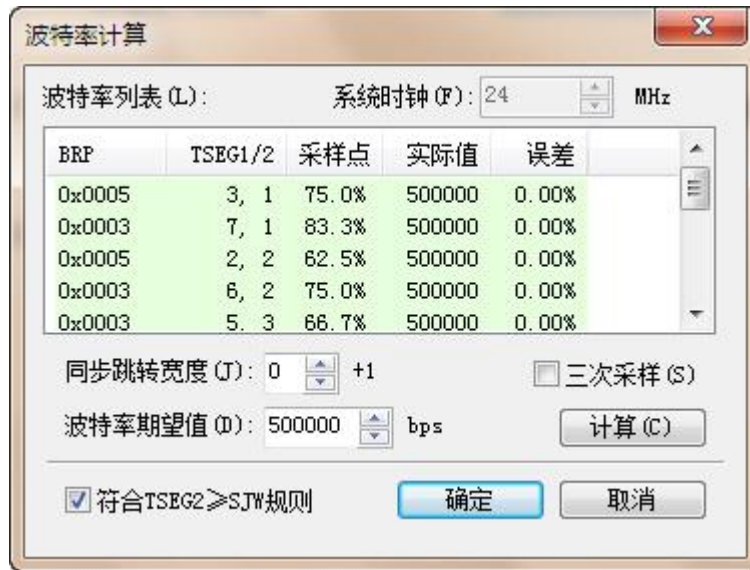 波特率计算
波特率列表(L): 系统时钟(F): 24 MHz
BRP TSEG1/2 采样点 实际值 误差
0x0005 3, 1 75.0% 500000 0.00%
0x0003 7, 1 83.3% 500000 0.00%
0x0005 2, 2 62.5% 500000 0.00%
0x0003 6, 2 75.0% 500000 0.00%
0x0003 5. 3 66.7% 500000 0.00%
同步跳转宽度(J): 0 +1 三次采样(S)
波特率期望值(D): 500000 bps 计算(C)
符合TSEG2≥SJW规则 确定 取消